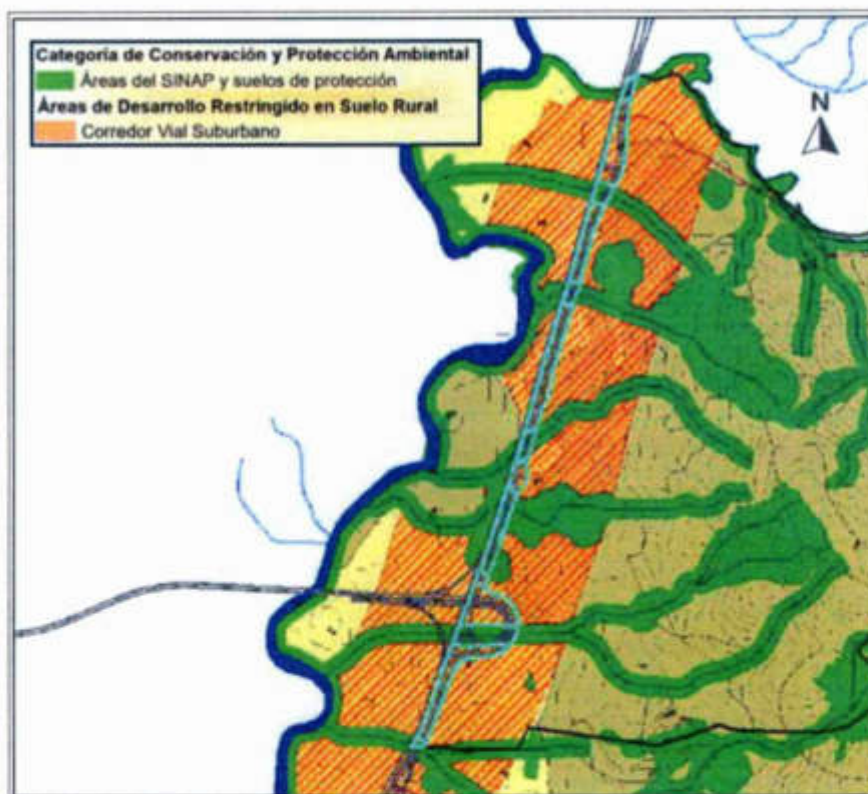 Categoría de Conservación y Protección Ambiental
Áreas del SINAP y suelos de protección
Áreas de Desarrollo Restringido en Suelo Rural
Corredor Vial Suburbano
N